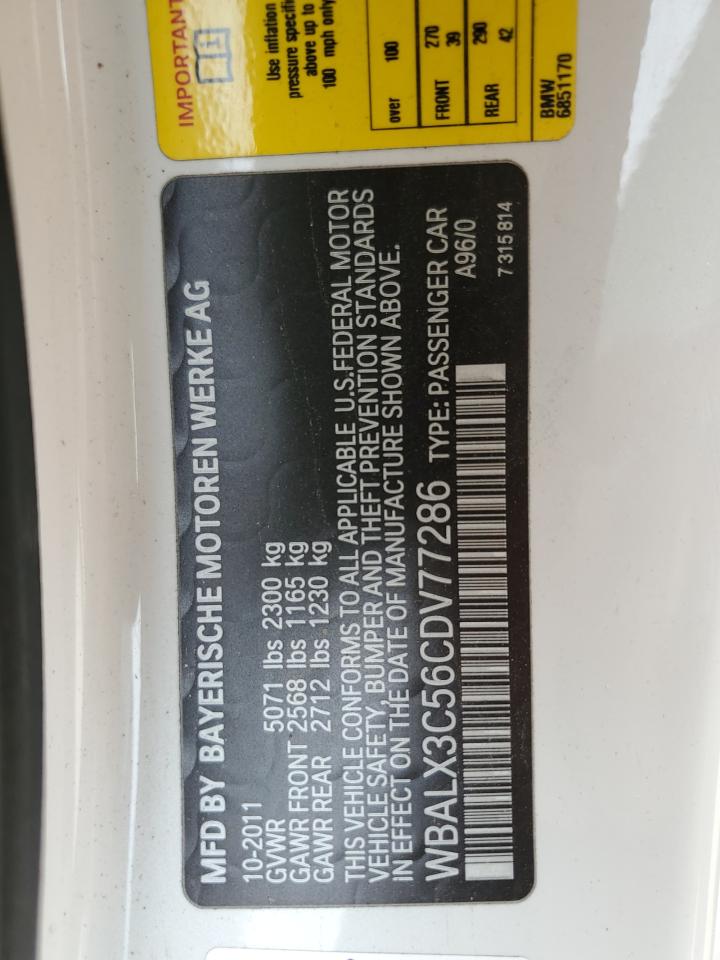 IMPORTANT
Use inflation
pressure specifi
above up to
100 mph only
over 100
FRONT 270
39
REAR 290
42
BMW
6851170
MFD BY BAYERISCHE MOTOREN WERKE AG
10-2011
GVWR 5071 lbs 2300 kg
GAWR FRONT 2568 lbs 1165 kg
GAWR REAR 2712 lbs 1230 kg
THIS VEHICLE CONFORMS TO ALL APPLICABLE U.S.FEDERAL MOTOR
VEHICLE SAFETY, BUMPER AND THEFT PREVENTION STANDARDS
IN EFFECT ON THE DATE OF MANUFACTURE SHOWN ABOVE.
WBALX3C56CDV77286 TYPE: PASSENGER CAR
A96/0
7 315 814